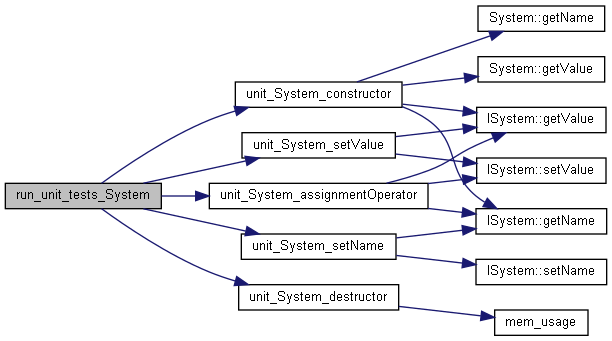 System::getName
System::getValue
unit_System_constructor
ISystem::getValue
unit_System_setValue
ISystem::setValue
run_unit_tests_System
unit_System_assignmentOperator
ISystem::getName
unit_System_setName
ISystem::setName
unit_System_destructor
mem_usage